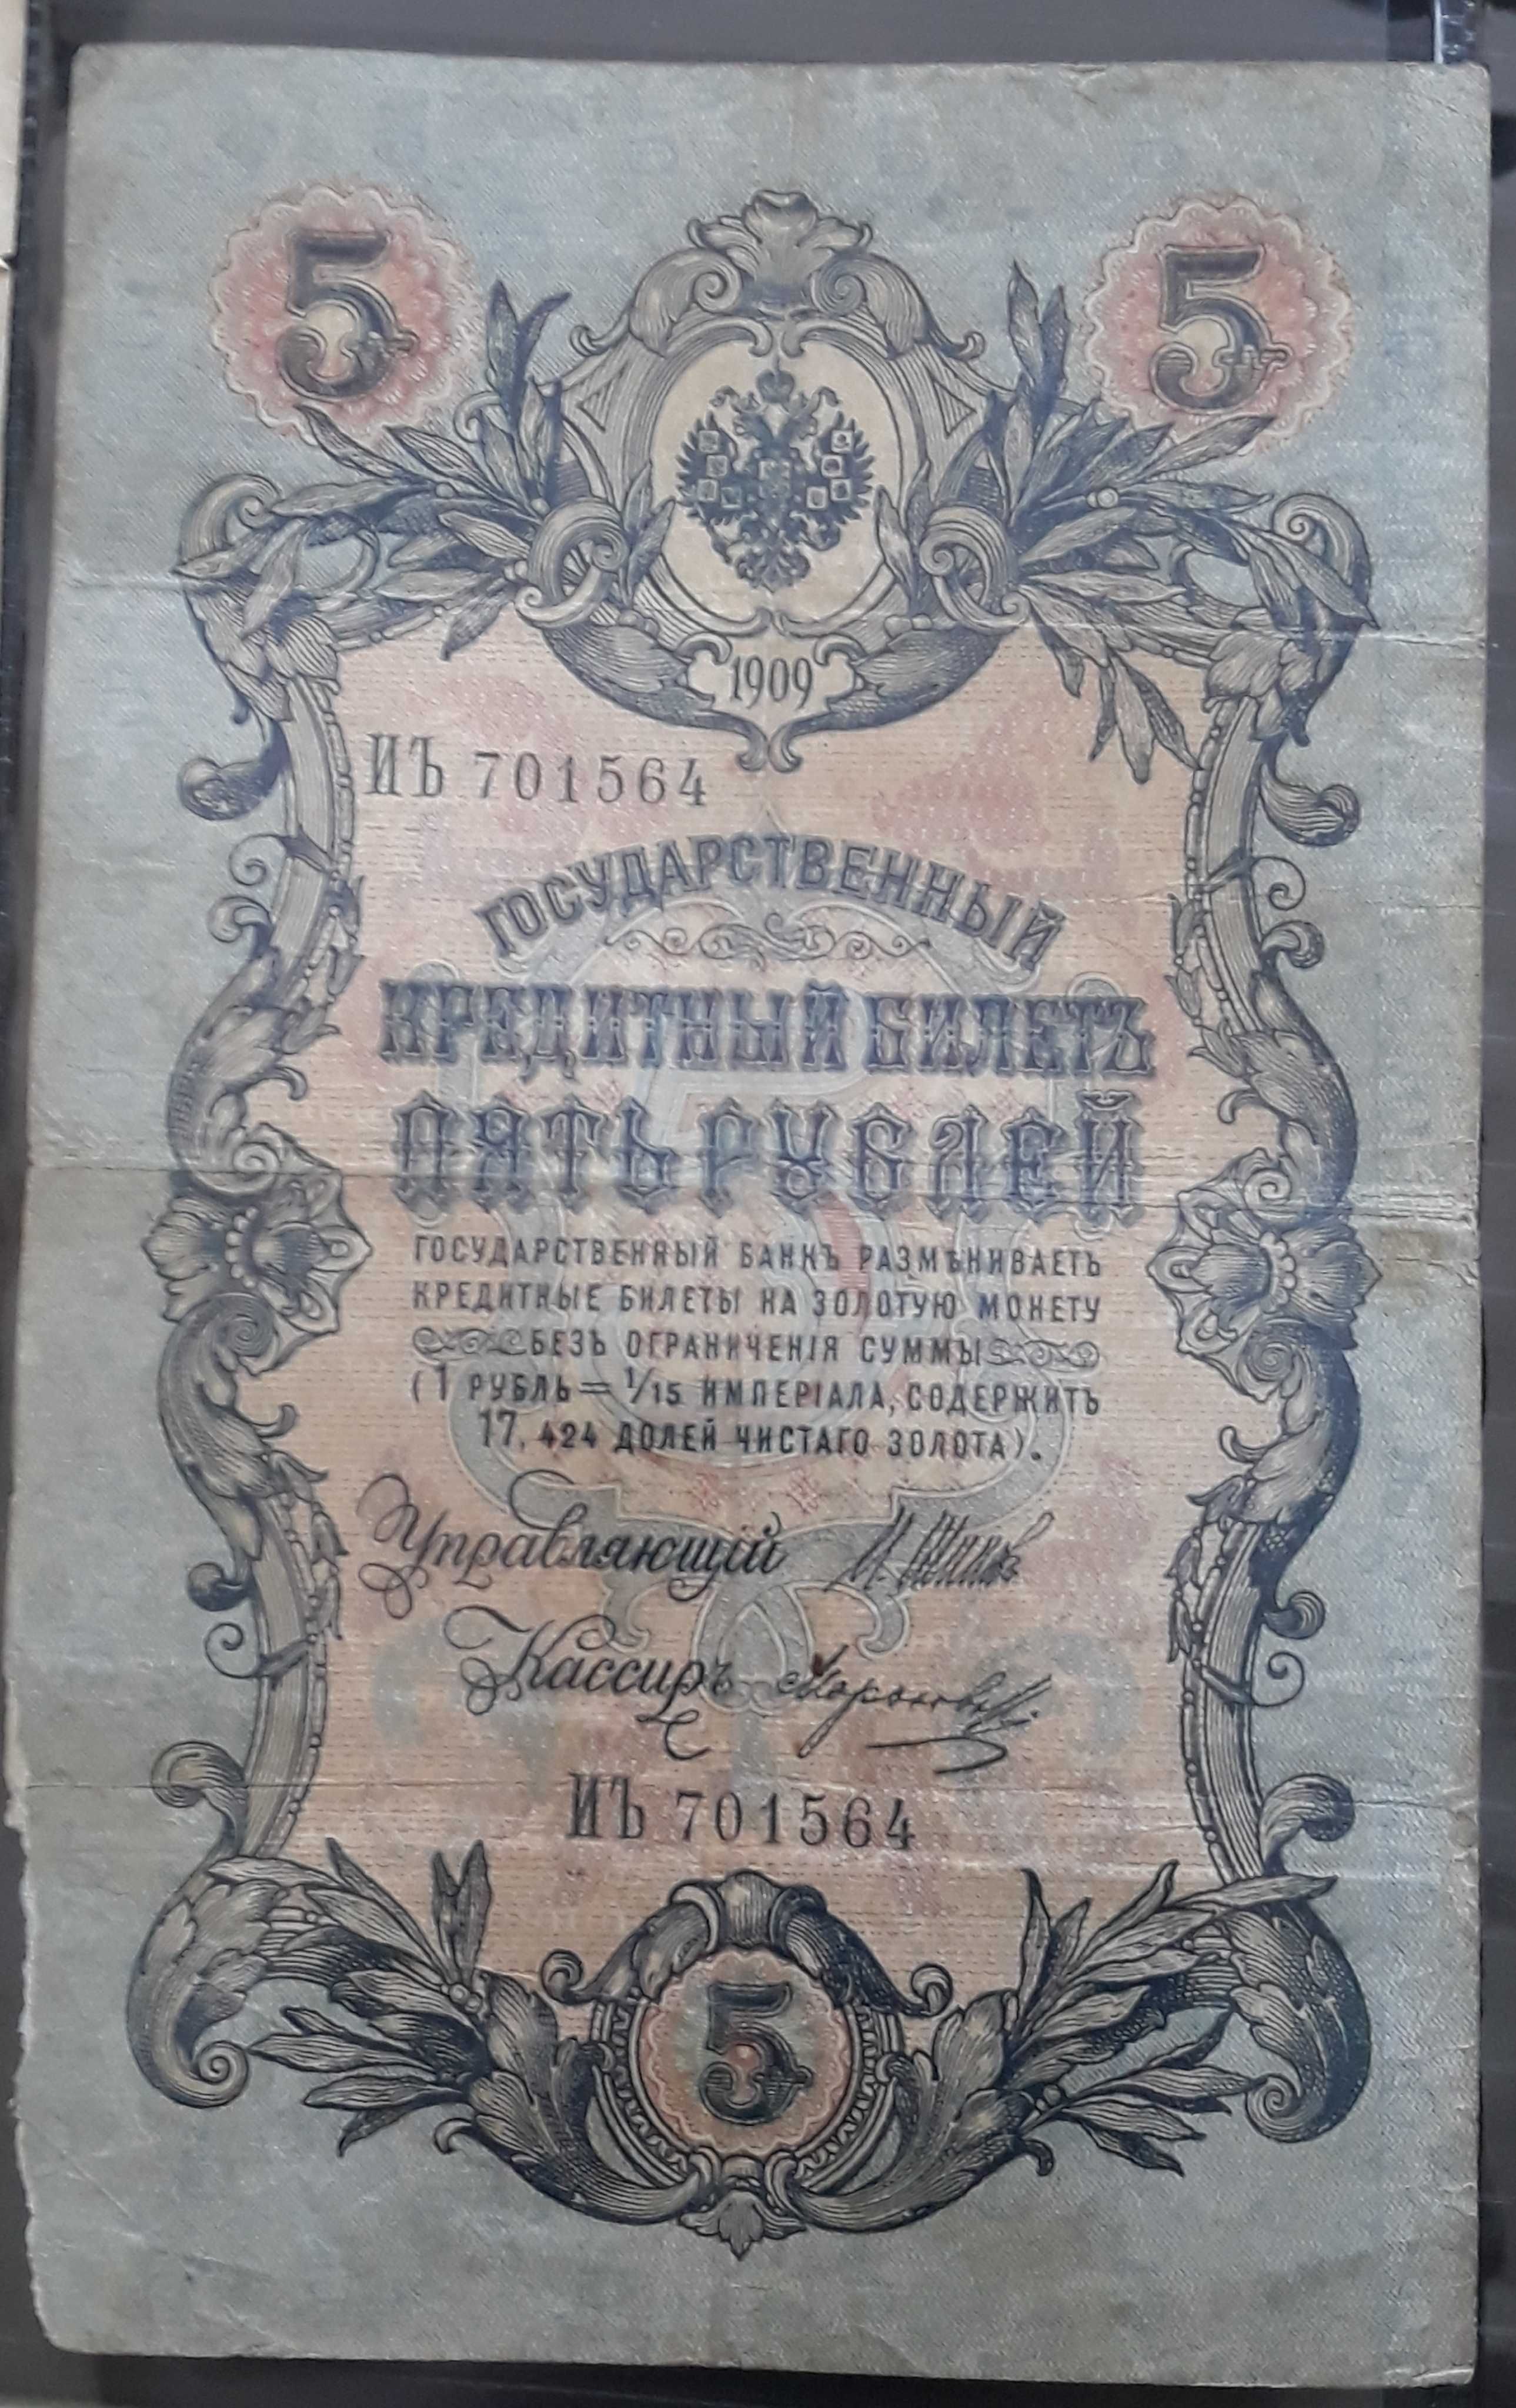 5 5
1909
ИЪ 701564
ГОСУДАРСТВЕННЫЙ
КРЕДИТНЫЙ БИЛЕТЪ
ПЯТЬ РУБЛЕЙ
ГОСУДАРСТВЕННЫЙ БАНКЪ РАЗМѢНИВАЕТЪ
КРЕДИТНЫЕ БИЛЕТЫ НА ЗОЛОТУЮ МОНЕТУ
БЕЗЪ ОГРАНИЧЕНІЯ СУММЫ
(1 РУБЛЬ = 1/15 ИМПЕРІАЛА, СОДЕРЖИТЪ
17,424 ДОЛЕЙ ЧИСТАГО ЗОЛОТА).
Управляющій
Кассиръ
ИЪ 701564
5